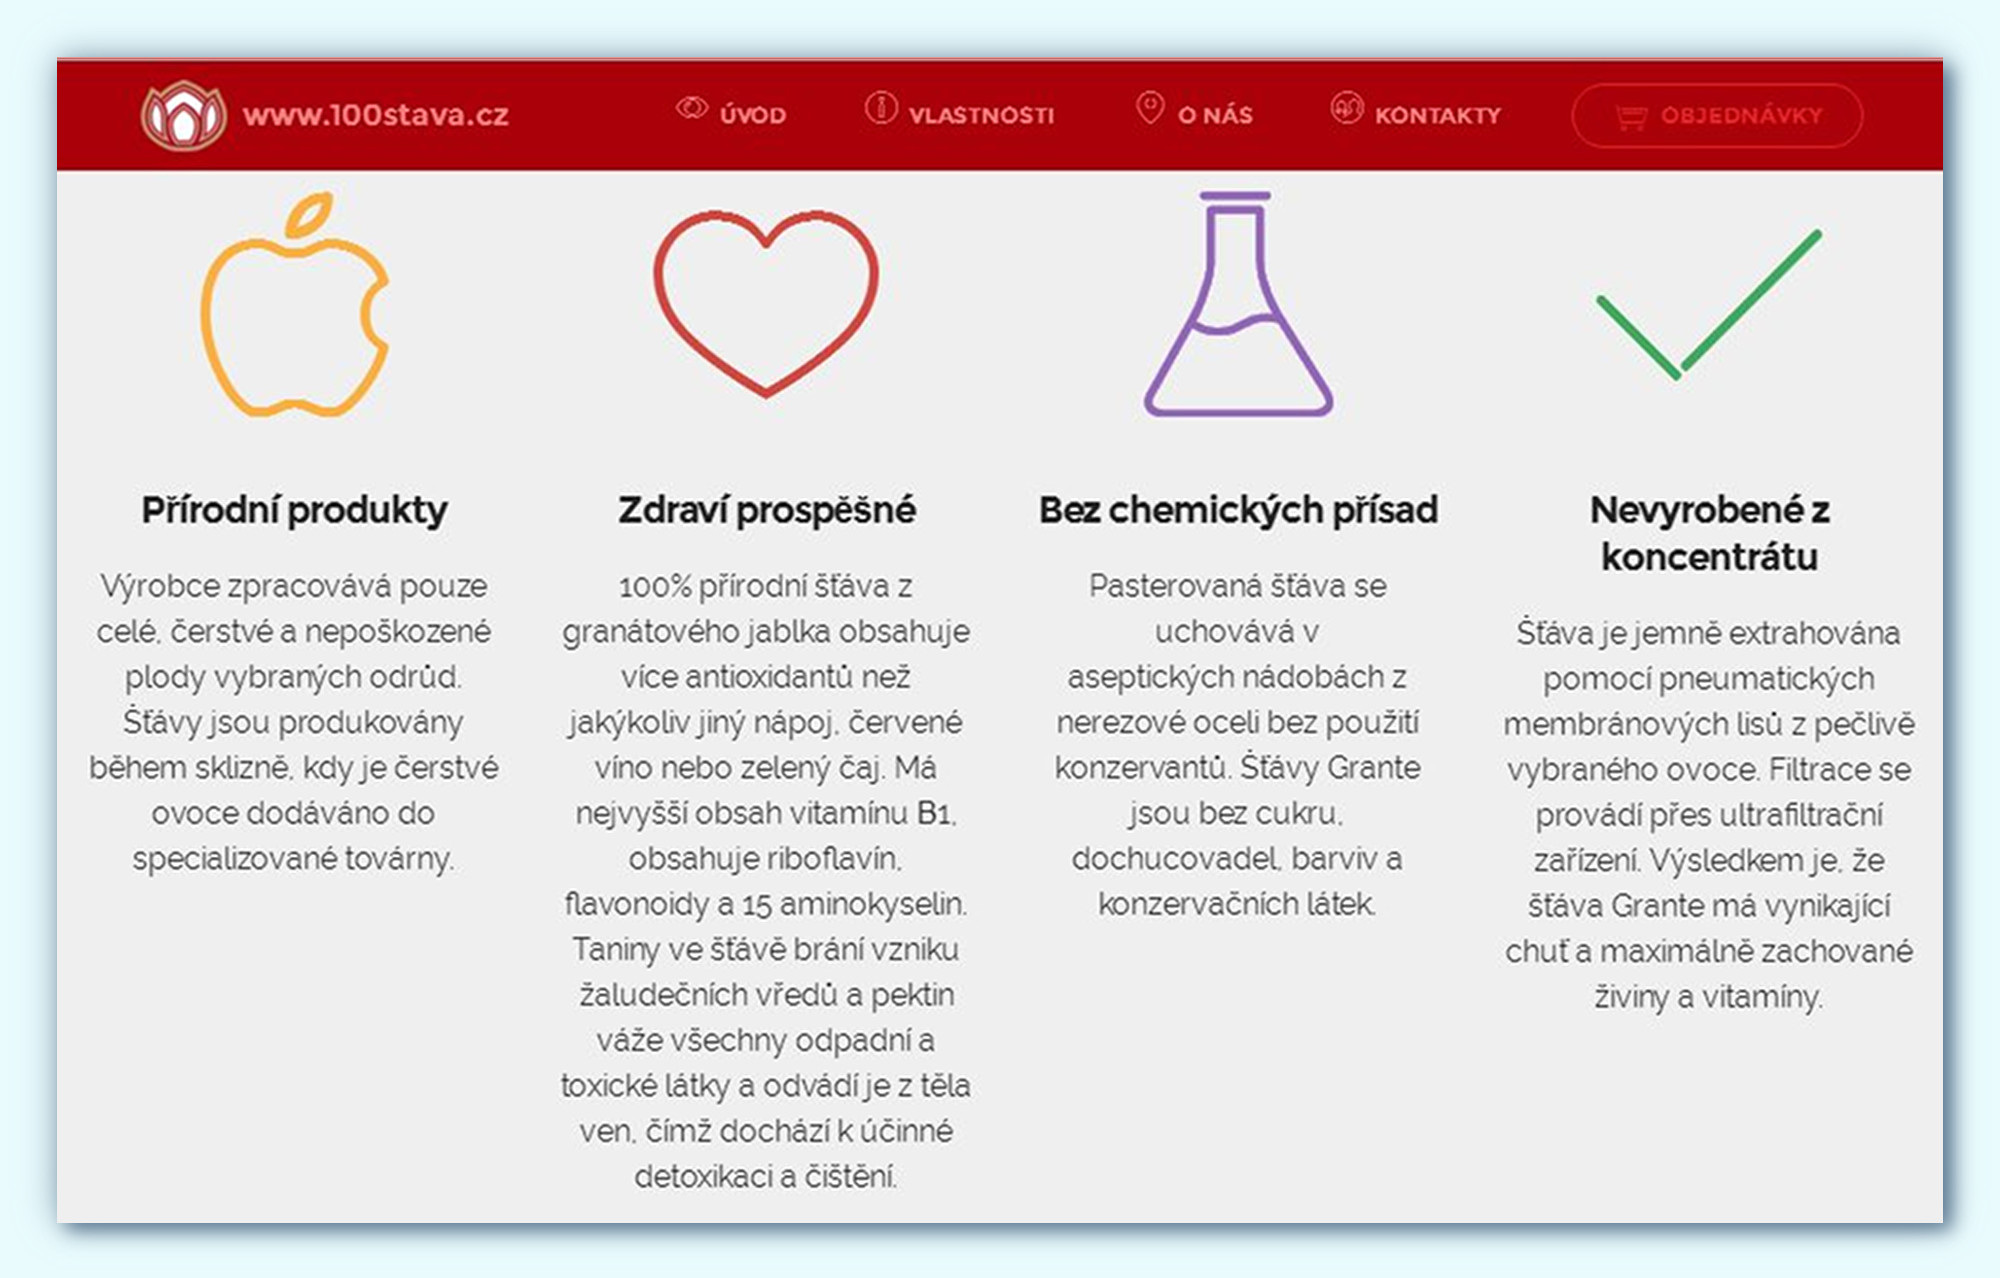 www.100stava.cz
ÚVOD
VLASTNOSTI
O NÁS
KONTAKTY
OBJEDNÁVKY
Přírodní produkty
Výrobce zpracovává pouze
celé, čerstvé a nepoškozené
plody vybraných odrůd.
Šťávy jsou produkovány
během sklizně, kdy je čerstvé
ovoce dodáváno do
specializované továrny.
Zdraví prospěšné
100% přírodní šťáva z
granátového jablka obsahuje
více antioxidantů než
jakýkoliv jiný nápoj, červené
víno nebo zelený čaj. Má
nejvyšší obsah vitamínu B1,
obsahuje riboflavín,
flavonoidy a 15 aminokyselin.
Taniny ve šťávě brání vzniku
žaludečních vředů a pektin
váže všechny odpadní a
toxické látky a odvádí je z těla
ven, čímž dochází k účinné
detoxikaci a čištění.
Bez chemických přísad
Pasterovaná šťáva se
uchovává v
aseptických nádobách z
nerezové oceli bez použití
konzervantů. Šťávy Grante
jsou bez cukru,
dochucovadel, barviv a
konzervačních látek.
Nevyrobené z
koncentrátu
Šťáva je jemně extrahována
pomocí pneumatických
membránových lisů z pečlivě
vybraného ovoce. Filtrace se
provádí přes ultrafiltrační
zařízení. Výsledkem je, že
šťáva Grante má vynikající
chuť a maximálně zachované
živiny a vitamíny.